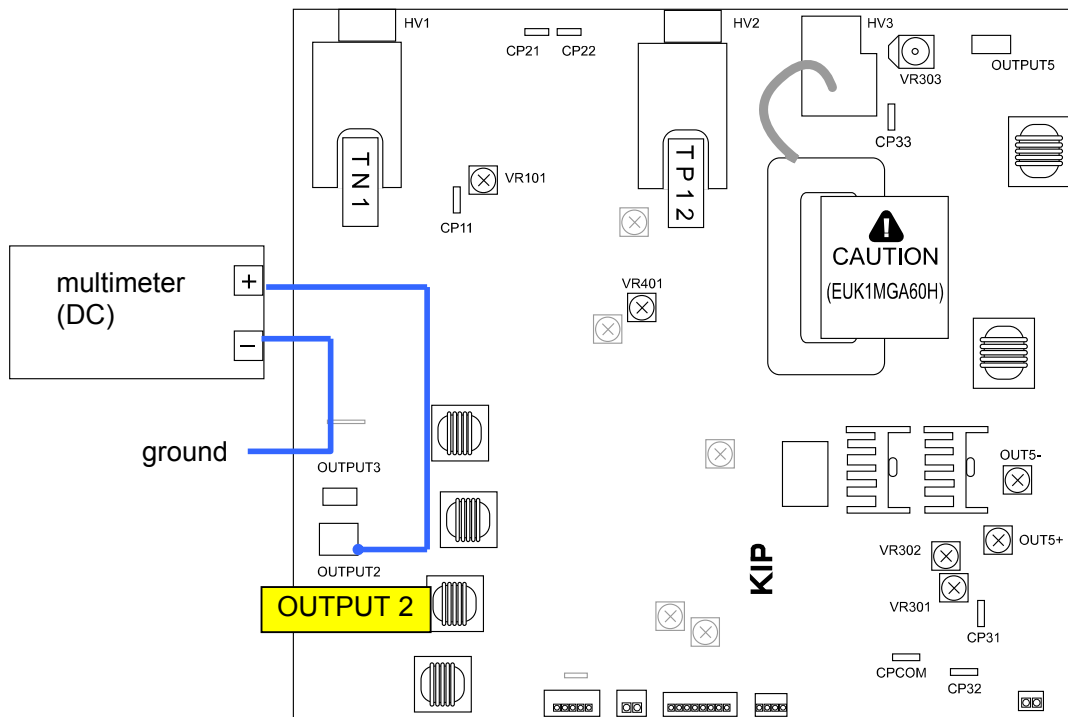 HV1
HV2
HV3
CP21
CP22
VR303
OUTPUT5
CP33
TN1
TP12
VR101
CP11
CAUTION
(EUK1MGA60H)
multimeter
(DC)
+
−
VR401
ground
OUTPUT3
OUTPUT2
OUTPUT 2
OUT5-
OUT5+
VR302
VR301
KIP
CP31
CPCOM
CP32